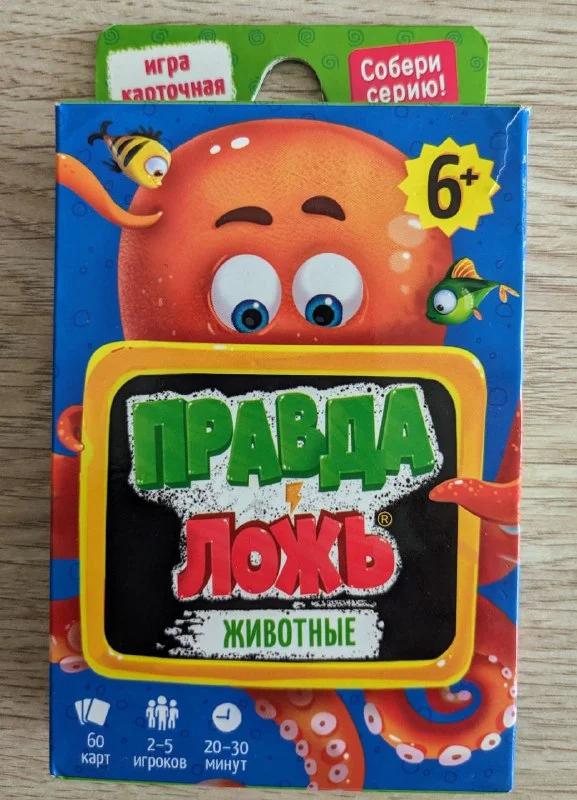 игра
карточная
Собери
серию!
6+
ПРАВДА
ЛОЖЬ®
ЖИВОТНЫЕ
60
карт
2–5
игроков
20–30
минут